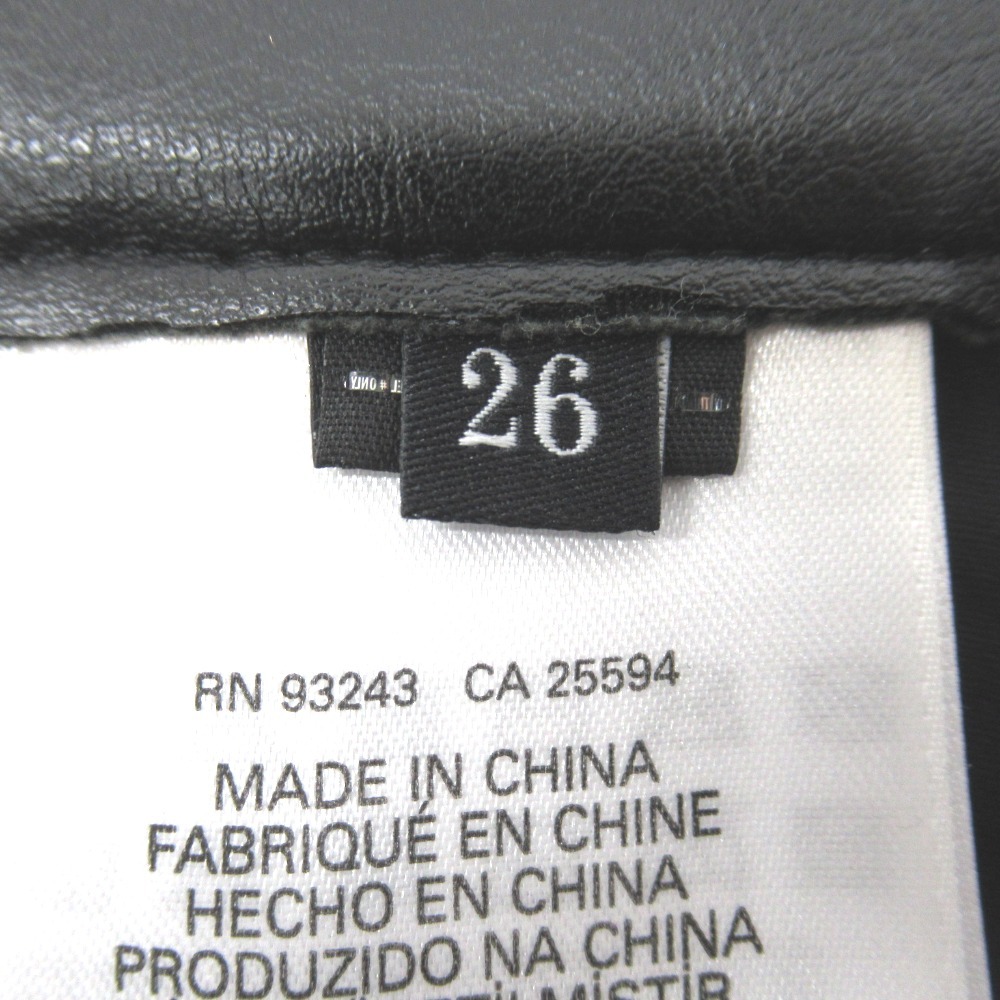 26
RN 93243 CA 25594
MADE IN CHINA
FABRIQUÉ EN CHINE
HECHO EN CHINA
PRODUZIDO NA CHINA